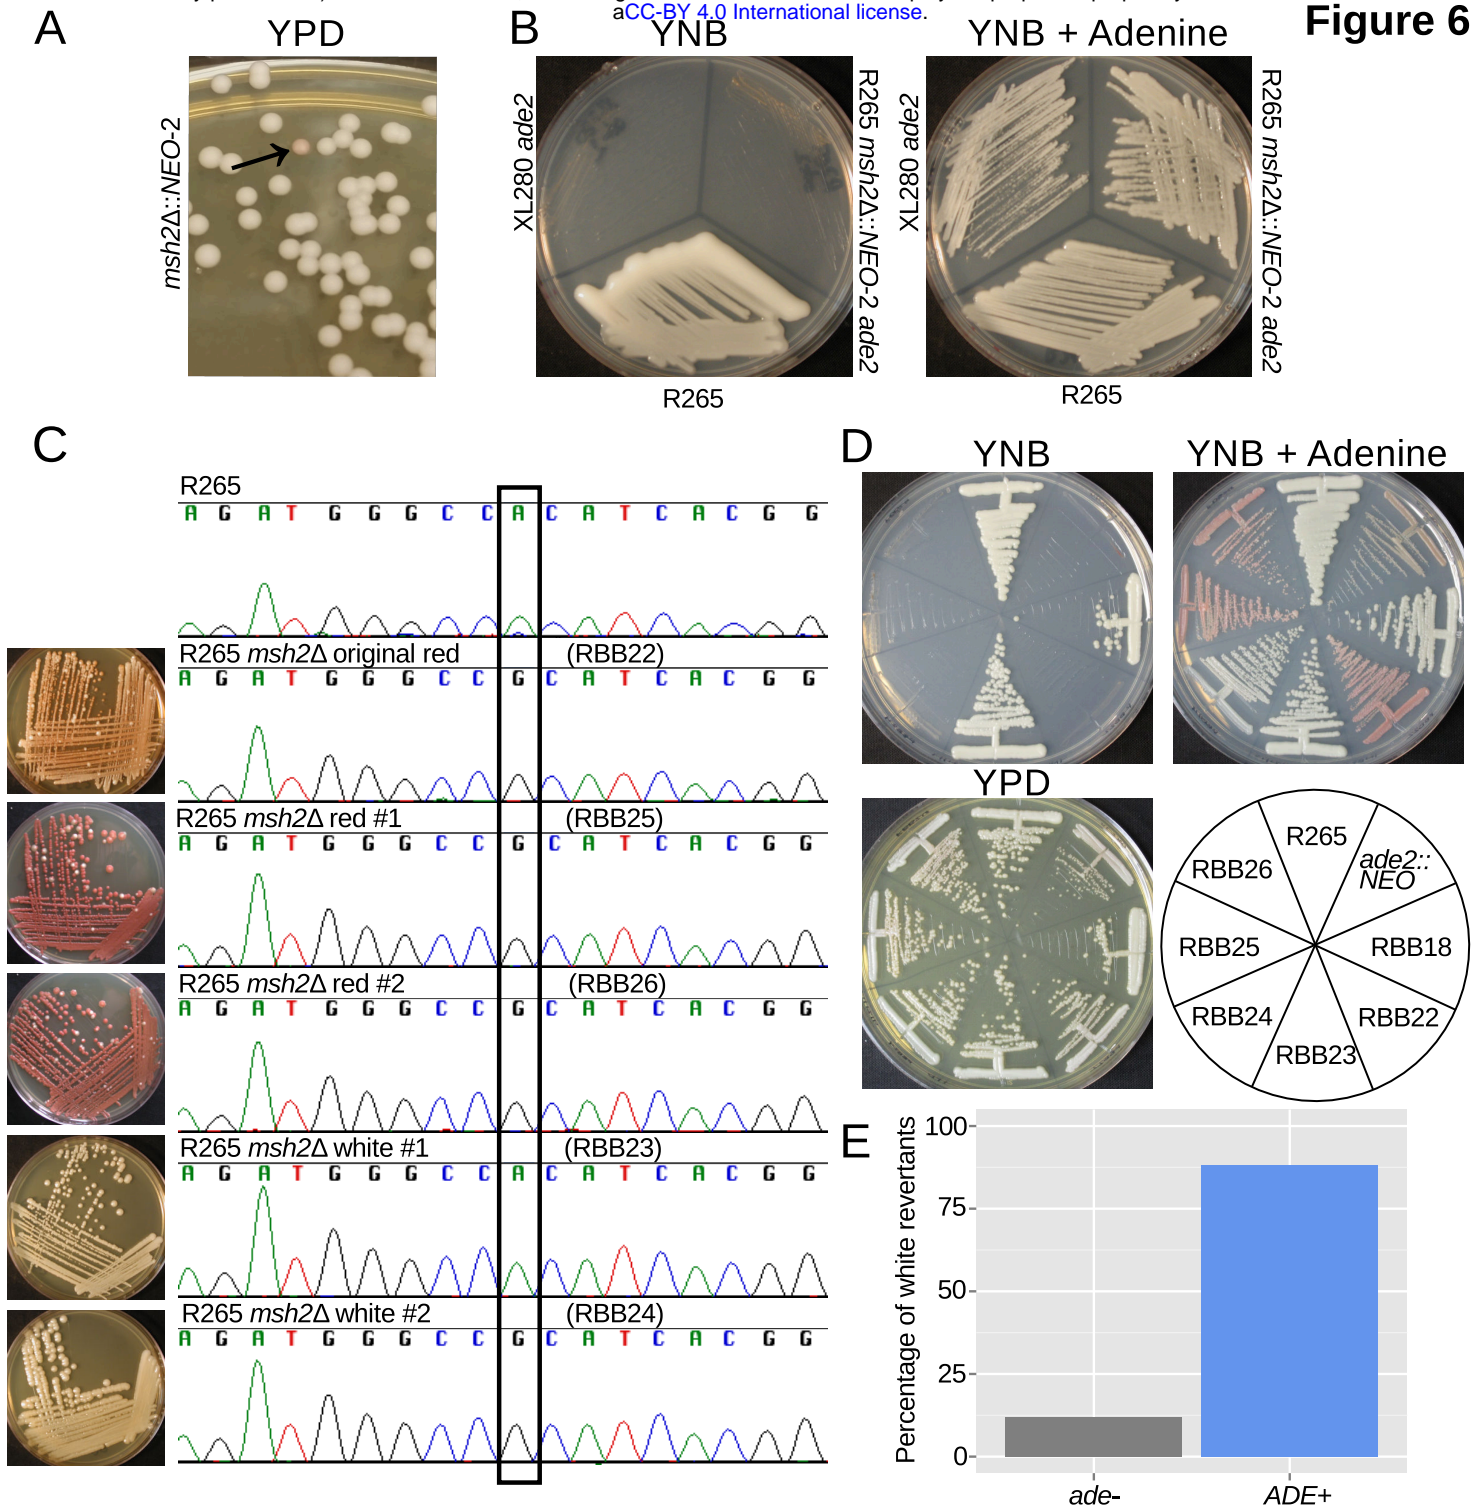 aCC-BY 4.0 International license.
Figure 6
A
YPD
msh2Δ::NEO-2
B
YNB
XL280 ade2
R265 msh2Δ::NEO-2 ade2
R265
YNB + Adenine
XL280 ade2
R265 msh2Δ::NEO-2 ade2
R265
C
R265
A G A T G G G C C A C A T C A C G G
R265 msh2Δ original red (RBB22)
A G A T G G G C C G C A T C A C G G
R265 msh2Δ red #1 (RBB25)
A G A T G G G C C G C A T C A C G G
R265 msh2Δ red #2 (RBB26)
A G A T G G G C C G C A T C A C G G
R265 msh2Δ white #1 (RBB23)
A G A T G G G C C A C A T C A C G G
R265 msh2Δ white #2 (RBB24)
A G A T G G G C C G C A T C A C G G
D
YNB
YNB + Adenine
YPD
R265
ade2::
NEO
RBB18
RBB22
RBB23
RBB24
RBB25
RBB26
E
Percentage of white revertants
100
75
50
25
0
ade-
ADE+